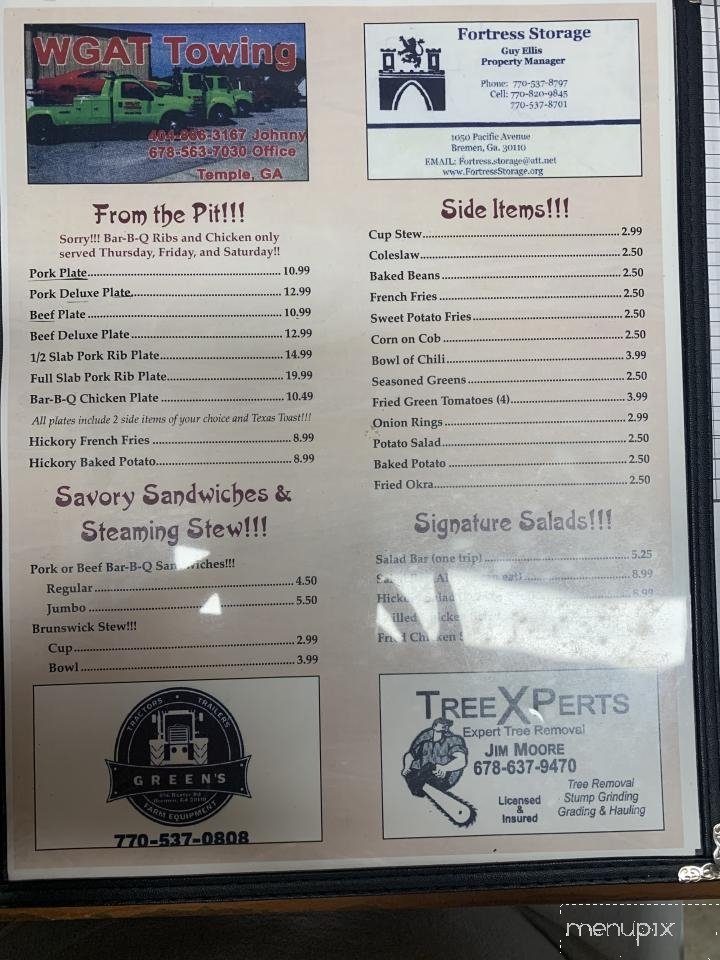 WGAT Towing
404-866-3167 Johnny
678-563-7030 Office
Temple, GA
Fortress Storage
Guy Ellis
Property Manager
Phone: 770-537-8797
Cell: 770-820-9845
770-537-8701
1050 Pacific Avenue
Bremen, Ga. 30110
EMAIL: Fortress.storage@att.net
www.FortressStorage.org
From the Pit!!!
Sorry!!! Bar-B-Q Ribs and Chicken only
served Thursday, Friday, and Saturday!!
Pork Plate 10.99
Pork Deluxe Plate 12.99
Beef Plate 10.99
Beef Deluxe Plate 12.99
1/2 Slab Pork Rib Plate 14.99
Full Slab Pork Rib Plate 19.99
Bar-B-Q Chicken Plate 10.49
All plates include 2 side items of your choice and Texas Toast!!!
Hickory French Fries 8.99
Hickory Baked Potato 8.99
Savory Sandwiches &
Steaming Stew!!!
Pork or Beef Bar-B-Q Sandwiches!!!
Regular 4.50
Jumbo 5.50
Brunswick Stew!!!
Cup 2.99
Bowl 3.99
Side Items!!!
Cup Stew 2.99
Coleslaw 2.50
Baked Beans 2.50
French Fries 2.50
Sweet Potato Fries 2.50
Corn on Cob 2.50
Bowl of Chili 3.99
Seasoned Greens 2.50
Fried Green Tomatoes (4) 3.99
Onion Rings 2.99
Potato Salad 2.50
Baked Potato 2.50
Fried Okra 2.50
Signature Salads!!!
Salad Bar (one trip) 5.25
eat) 8.99
8.99
Fried Chicken
TRACTORS • TRAILERS
GREEN'S
Bremen, GA 30110
FARM EQUIPMENT
770-537-0808
TREEXPERTS
Expert Tree Removal
JIM MOORE
678-637-9470
Licensed
&
Insured
Tree Removal
Stump Grinding
Grading & Hauling
menupix